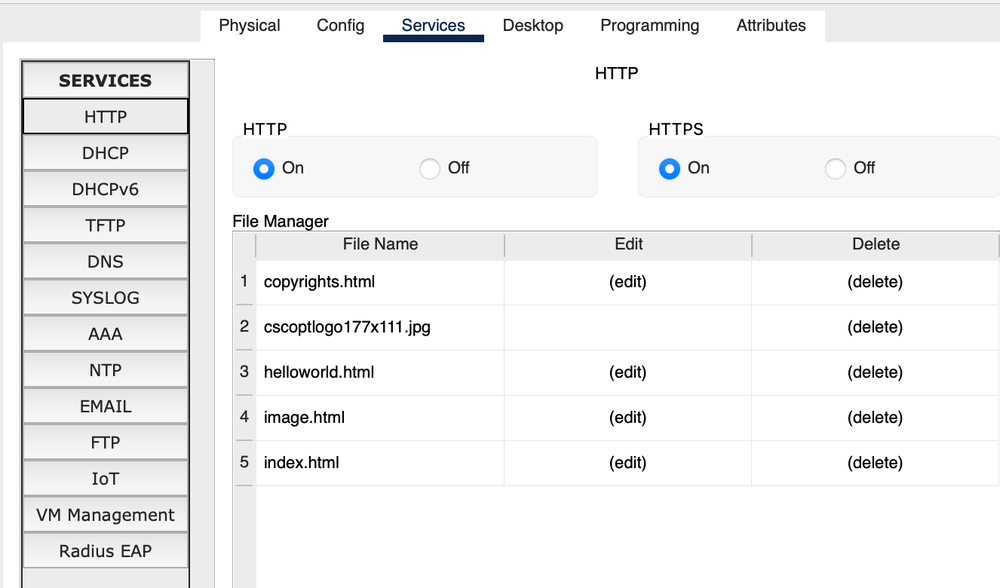 Physical Config Services Desktop Programming Attributes
SERVICES
HTTP
DHCP
DHCPv6
TFTP
DNS
SYSLOG
AAA
NTP
EMAIL
FTP
IoT
VM Management
Radius EAP
HTTP
HTTP HTTPS
On Off On Off
File Manager
File Name Edit Delete
1 copyrights.html (edit) (delete)
2 cscoptlogo177x111.jpg (delete)
3 helloworld.html (edit) (delete)
4 image.html (edit) (delete)
5 index.html (edit) (delete)